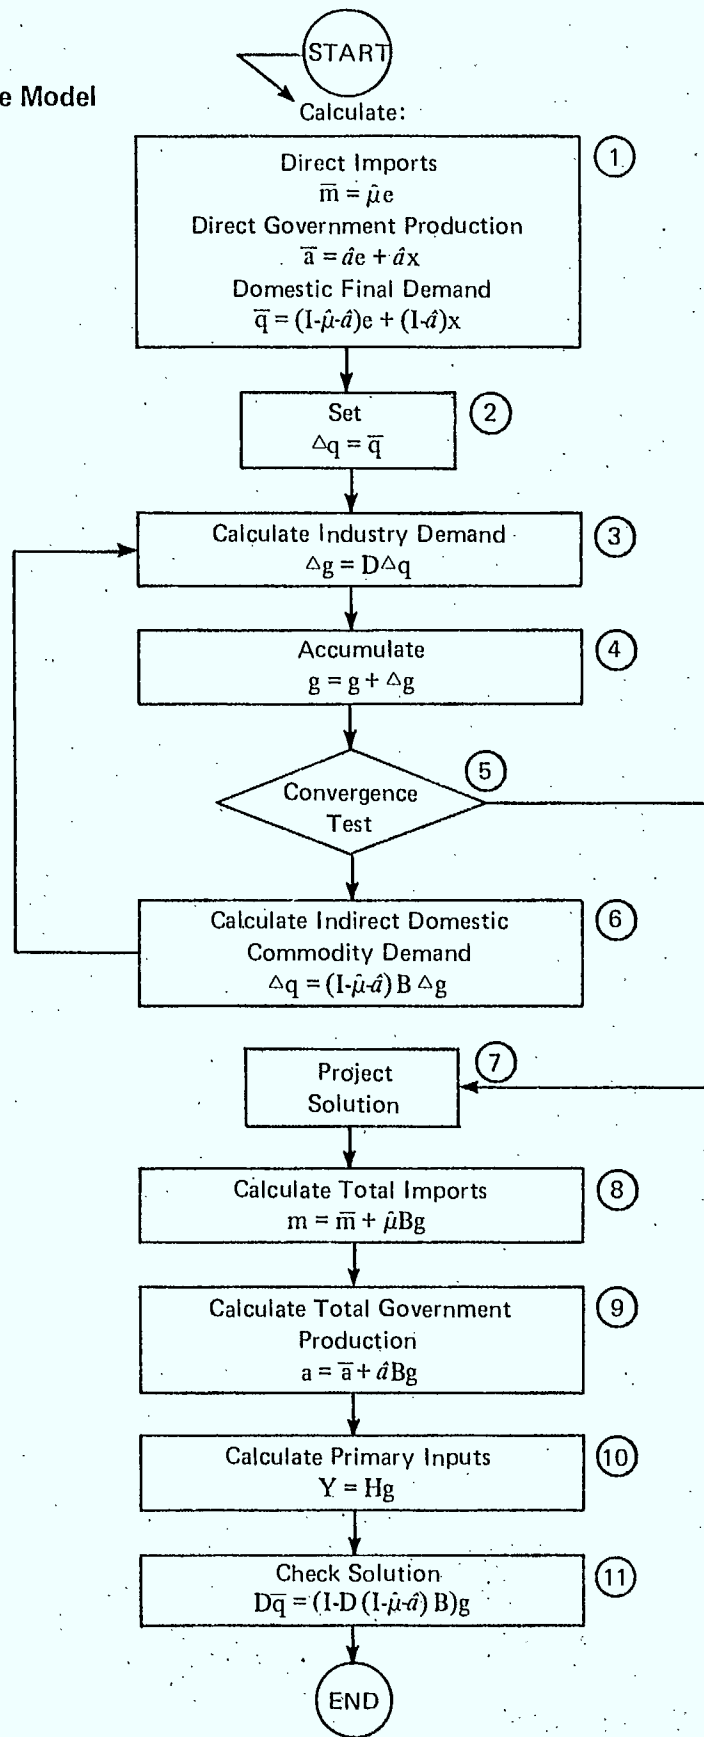 START
e Model
Calculate:
1
Direct Imports
m̅ = μ̂e
Direct Government Production
a̅ = âe + âx
Domestic Final Demand
q̅ = (I-μ̂-â)e + (I-â)x
2
Set
△q = q̅
3
Calculate Industry Demand
△g = D△q
4
Accumulate
g = g + △g
5
Convergence
Test
6
Calculate Indirect Domestic
Commodity Demand
△q = (I-μ̂-â) B △g
7
Project
Solution
8
Calculate Total Imports
m = m̅ + μ̂Bg
9
Calculate Total Government
Production
a = a̅ + âBg
10
Calculate Primary Inputs
Y = Hg
11
Check Solution
Dq̅ = (I-D (I-μ̂-â) B)g
END